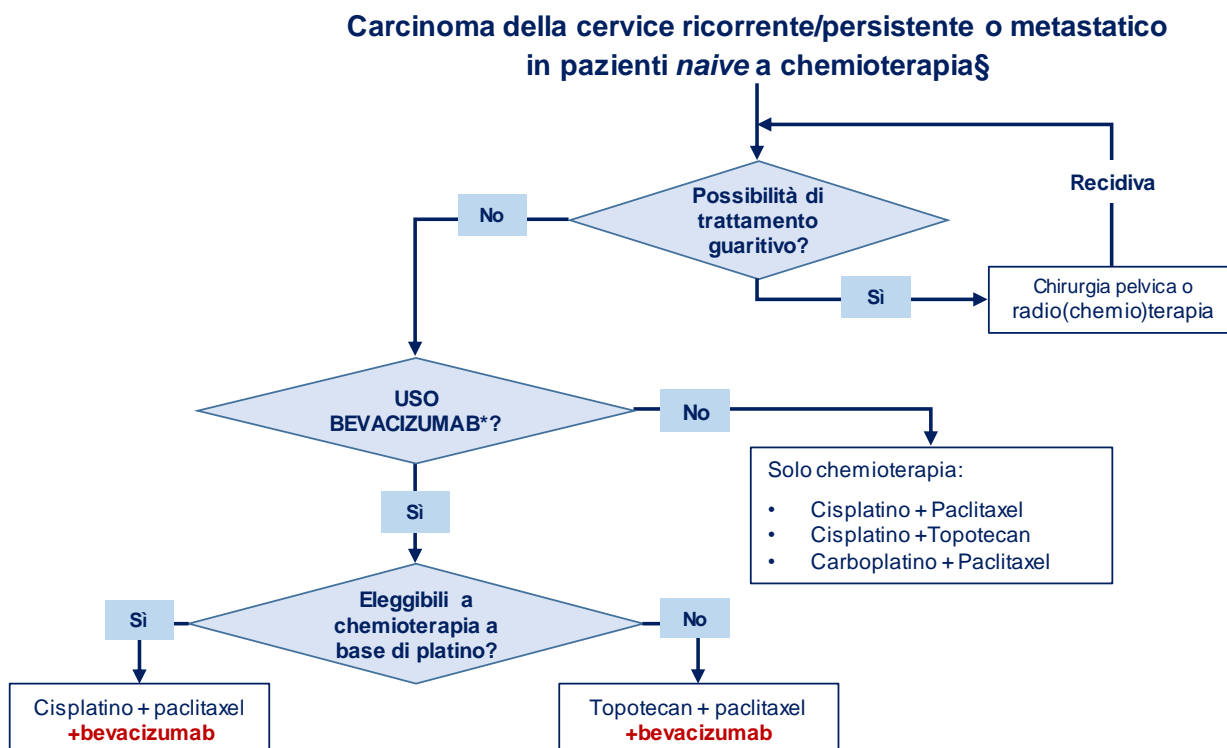 Carcinoma della cervice ricorrente/persistente o metastatico
in pazienti naive a chemioterapia§
Possibilità di
trattamento
guaritivo?
No
Recidiva
Sì
Chirurgia pelvica o
radio(chemio)terapia
USO
BEVACIZUMAB*?
No
Sì
Solo chemioterapia:
• Cisplatino + Paclitaxel
• Cisplatino +Topotecan
• Carboplatino + Paclitaxel
Eleggibili a
chemioterapia a
base di platino?
Sì
No
Cisplatino + paclitaxel
+bevacizumab
Topotecan + paclitaxel
+bevacizumab